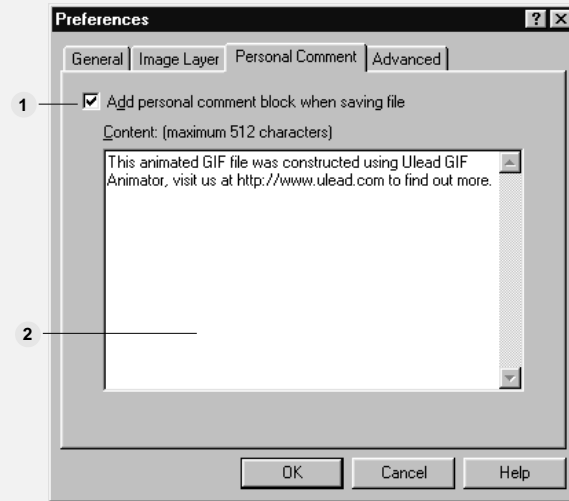 Preferences
General Image Layer Personal Comment Advanced
1 Add personal comment block when saving file
Content: (maximum 512 characters)
This animated GIF file was constructed using Ulead GIF
Animator, visit us at http://www.ulead.com to find out more.
2
OK Cancel Help